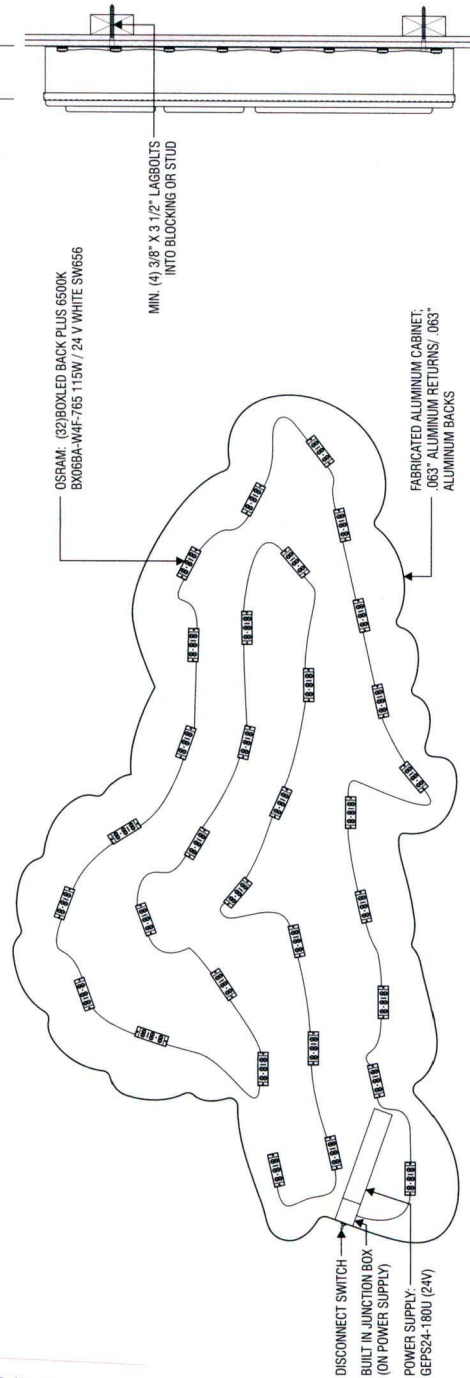 OSRAM: (32)BOXLED BACK PLUS 6500K
BX06BA-W4F-765 115W / 24 V WHITE SW656
MIN. (4) 3/8" X 3 1/2" LAGBOLTS
INTO BLOCKING OR STUD
FABRICATED ALUMINUM CABINET;
.063" ALUMINUM RETURNS/ .063"
ALUMINUM BACKS
DISCONNECT SWITCH
BUILT IN JUNCTION BOX
(ON POWER SUPPLY)
POWER SUPPLY:
GEPS24-180U (24V)